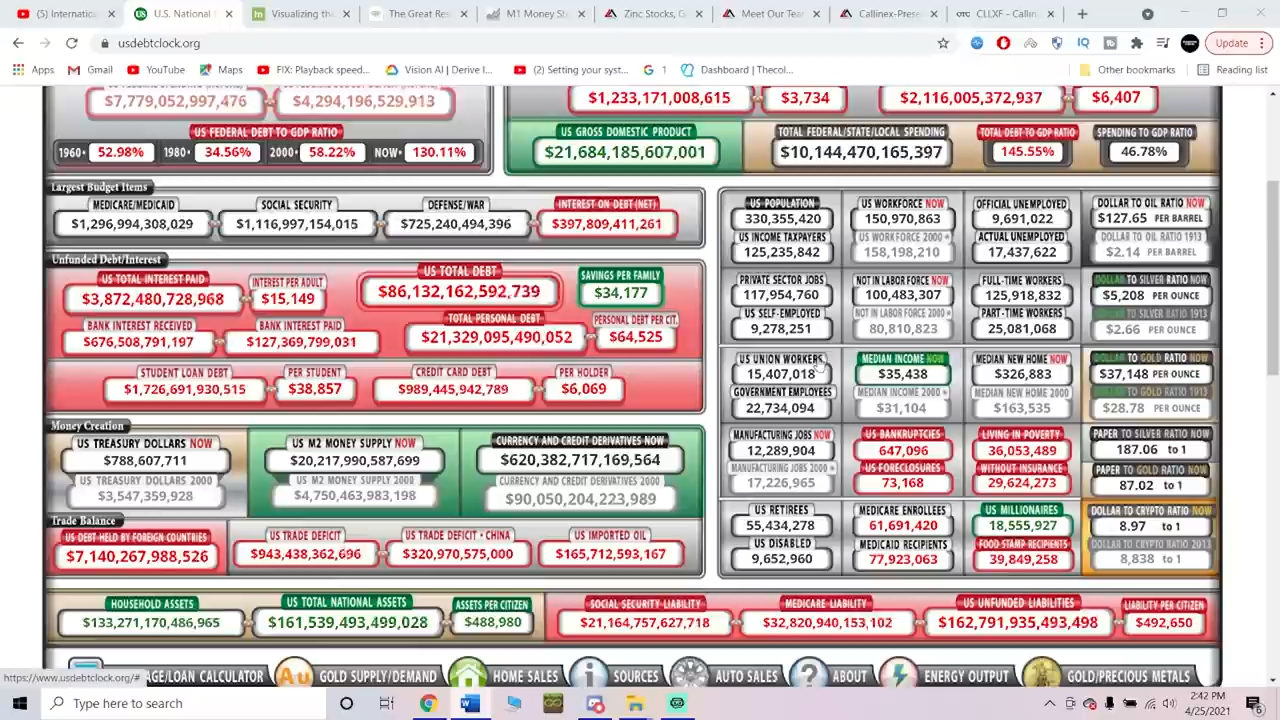 (5) Internatio
U.S. National
Visualizing th
The Great Res
M1 Money St
Zinc Stocks, G
Meet Our Tea
Callinex-Prese
CLLXF - Callin
usdebtclock.org
Update
Apps
Gmail
YouTube
Maps
FIX: Playback speed...
Vision AI | Derive I...
(2) Setting your syst...
1
Dashboard | Thecol...
Other bookmarks
Reading list
$7,779,052,997,476
$4,294,196,529,913
$1,233,171,008,615
$3,734
$2,116,005,372,937
$6,407
US FEDERAL DEBT TO GDP RATIO
1960• 52.98% 1980• 34.56% 2000• 58.22% NOW• 130.11%
US GROSS DOMESTIC PRODUCT
$21,684,185,607,001
TOTAL FEDERAL/STATE/LOCAL SPENDING
$10,144,470,165,397
TOTAL DEBT TO GDP RATIO
145.55%
SPENDING TO GDP RATIO
46.78%
Largest Budget Items
MEDICARE/MEDICAID
$1,296,994,308,029
SOCIAL SECURITY
$1,116,997,154,015
DEFENSE/WAR
$725,240,494,396
INTEREST ON DEBT (NET)
$397,809,411,261
Unfunded Debt/Interest
US TOTAL INTEREST PAID
$3,872,480,728,968
INTEREST PER ADULT
$15,149
US TOTAL DEBT
$86,132,162,592,739
SAVINGS PER FAMILY
$34,177
BANK INTEREST RECEIVED
$676,508,791,197
BANK INTEREST PAID
$127,369,799,031
TOTAL PERSONAL DEBT
$21,329,095,490,052
PERSONAL DEBT PER CIT.
$64,525
STUDENT LOAN DEBT
$1,726,691,930,515
PER STUDENT
$38,857
CREDIT CARD DEBT
$989,445,942,789
PER HOLDER
$6,069
Money Creation
US TREASURY DOLLARS NOW
$788,607,711
US TREASURY DOLLARS 2000
$3,547,359,928
US M2 MONEY SUPPLY NOW
$20,217,990,587,699
US M2 MONEY SUPPLY 2000
$4,750,463,983,198
CURRENCY AND CREDIT DERIVATIVES NOW
$620,382,717,169,564
CURRENCY AND CREDIT DERIVATIVES 2000
$90,050,204,223,989
Trade Balance
US DEBT HELD BY FOREIGN COUNTRIES
$7,140,267,988,526
US TRADE DEFICIT
$943,438,362,696
US TRADE DEFICIT • CHINA
$320,970,575,000
US IMPORTED OIL
$165,712,593,167
US POPULATION
330,355,420
US INCOME TAXPAYERS
125,235,842
US WORKFORCE NOW
150,970,863
US WORKFORCE 2000
158,198,210
OFFICIAL UNEMPLOYED
9,691,022
ACTUAL UNEMPLOYED
17,437,622
DOLLAR TO OIL RATIO NOW
$127.65 PER BARREL
DOLLAR TO OIL RATIO 1913
$2.14 PER BARREL
PRIVATE SECTOR JOBS
117,954,760
US SELF-EMPLOYED
9,278,251
NOT IN LABOR FORCE NOW
100,483,307
NOT IN LABOR FORCE 2000
80,810,823
FULL-TIME WORKERS
125,918,832
PART-TIME WORKERS
25,081,068
DOLLAR TO SILVER RATIO NOW
$5,208 PER OUNCE
DOLLAR TO SILVER RATIO 1913
$2.66 PER OUNCE
US UNION WORKERS
15,407,018
GOVERNMENT EMPLOYEES
22,734,094
MEDIAN INCOME NOW
$35,438
MEDIAN INCOME 2000
$31,104
MEDIAN NEW HOME NOW
$326,883
MEDIAN NEW HOME 2000
$163,535
DOLLAR TO GOLD RATIO NOW
$37,148 PER OUNCE
DOLLAR TO GOLD RATIO 1913
$28.78 PER OUNCE
MANUFACTURING JOBS NOW
12,289,904
MANUFACTURING JOBS 2000
17,226,965
US BANKRUPTCIES
647,096
US FORECLOSURES
73,168
LIVING IN POVERTY
36,053,489
WITHOUT INSURANCE
29,624,273
PAPER TO SILVER RATIO NOW
187.06 to 1
PAPER TO GOLD RATIO NOW
87.02 to 1
US RETIREES
55,434,278
US DISABLED
9,652,960
MEDICARE ENROLLEES
61,691,420
MEDICAID RECIPIENTS
77,923,063
US MILLIONAIRES
18,555,927
FOOD STAMP RECIPIENTS
39,849,258
DOLLAR TO CRYPTO RATIO NOW
8.97 to 1
DOLLAR TO CRYPTO RATIO 2013
8,838 to 1
HOUSEHOLD ASSETS
$133,271,170,486,965
US TOTAL NATIONAL ASSETS
$161,539,493,499,028
ASSETS PER CITIZEN
$488,980
SOCIAL SECURITY LIABILITY
$21,164,757,627,718
MEDICARE LIABILITY
$32,820,940,153,102
US UNFUNDED LIABILITIES
$162,791,935,493,498
LIABILITY PER CITIZEN
$492,650
https://www.usdebtclock.org/#
AGE/LOAN CALCULATOR
Au
GOLD SUPPLY/DEMAND
HOME SALES
SOURCES
AUTO SALES
ABOUT
ENERGY OUTPUT
GOLD/PRECIOUS METALS
Type here to search
2:42 PM
4/25/2021
6